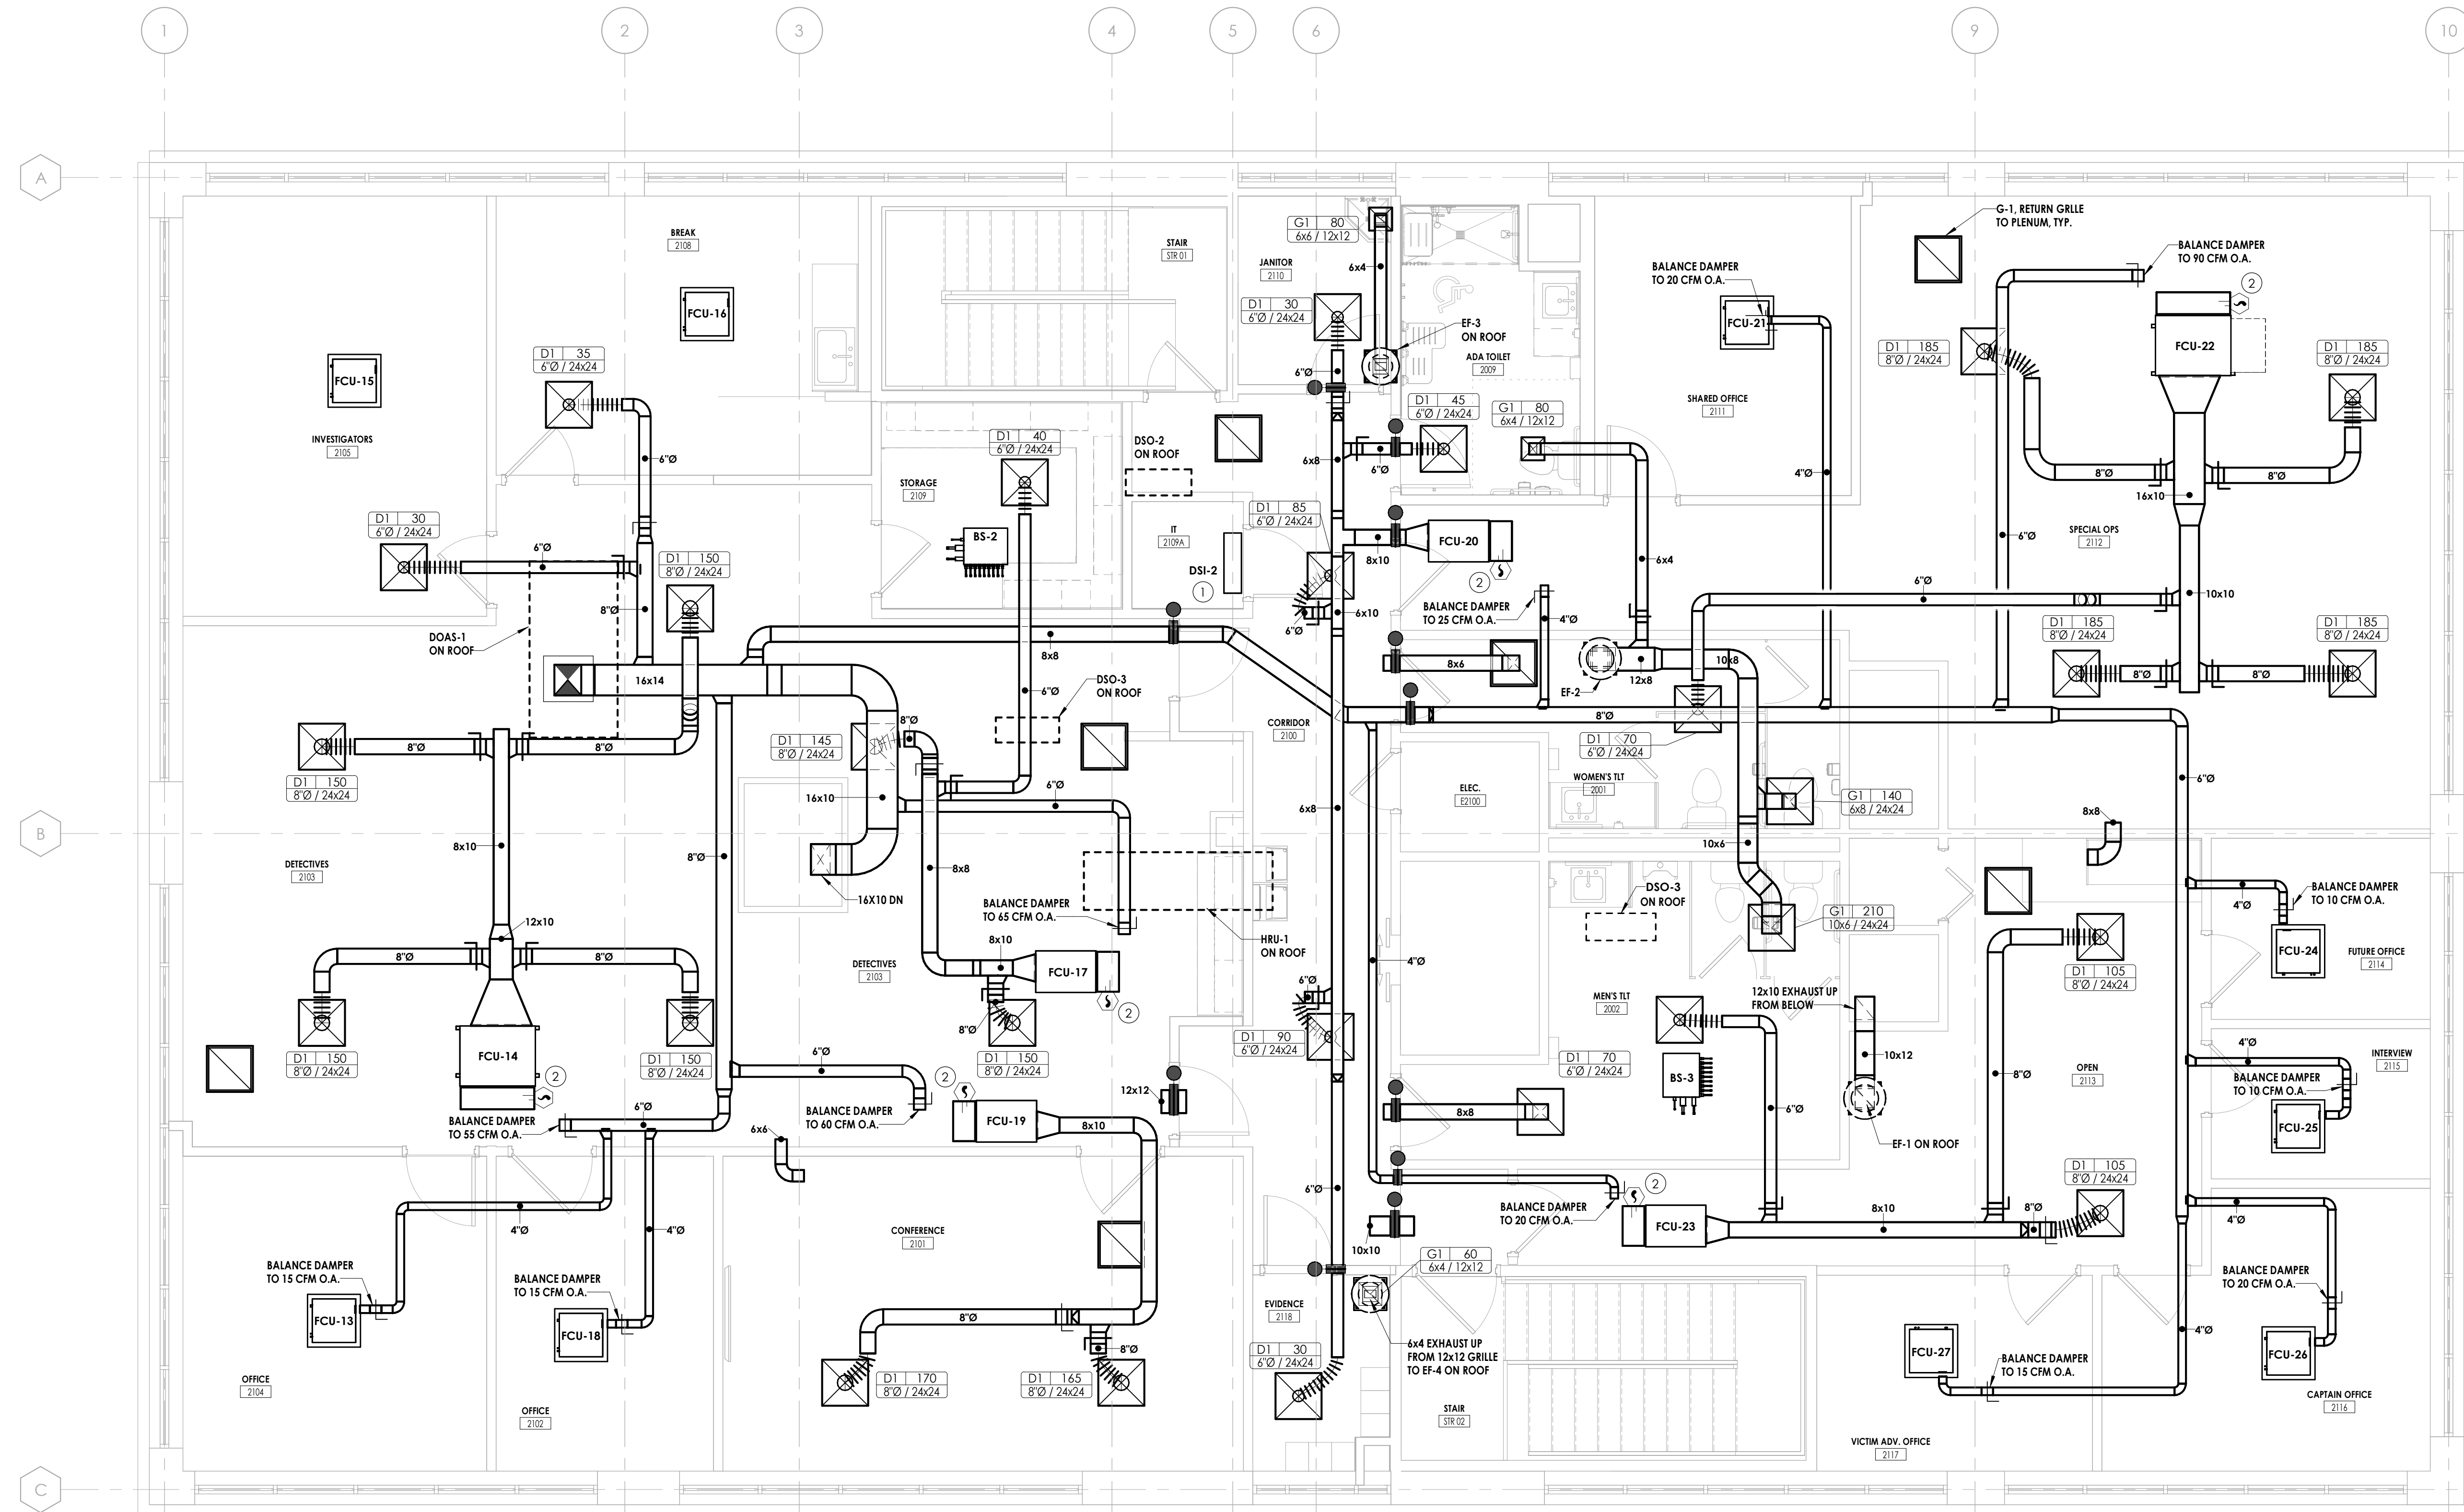 1
2
3
4
5
6
9
10
A
B
C
BREAK
2108
FCU-16
STAIR
STR 01
G1 80
6x6 / 12x12
JANITOR
2110
6x4
D1 30
6"Ø / 24x24
6"Ø
EF-3
ON ROOF
ADA TOILET
2009
BALANCE DAMPER
TO 20 CFM O.A.
FCU-21
SHARED OFFICE
2111
4"Ø
G-1, RETURN GRLLE
TO PLENUM, TYP.
BALANCE DAMPER
TO 90 CFM O.A.
2
FCU-22
D1 185
8"Ø / 24x24
D1 185
8"Ø / 24x24
8"Ø
8"Ø
16x10
SPECIAL OPS
2112
6"Ø
6"Ø
10x10
D1 185
8"Ø / 24x24
D1 185
8"Ø / 24x24
8"Ø
8"Ø
FCU-15
INVESTIGATORS
2105
D1 35
6"Ø / 24x24
6"Ø
D1 30
6"Ø / 24x24
6"Ø
D1 150
8"Ø / 24x24
8"Ø
DOAS-1
ON ROOF
16x14
STORAGE
2109
D1 40
6"Ø / 24x24
BS-2
DSO-2
ON ROOF
IT
2109A
DSI-2
1
D1 45
6"Ø / 24x24
G1 80
6x4 / 12x12
6x8
6"Ø
D1 85
6"Ø / 24x24
8x10
FCU-20
2
6x10
6"Ø
BALANCE DAMPER
TO 25 CFM O.A.
4"Ø
6x4
8x6
EF-2
12x8
10x8
8x8
6"Ø
DSO-3
ON ROOF
CORRIDOR
2100
8"Ø
D1 70
6"Ø / 24x24
D1 150
8"Ø / 24x24
8"Ø
8"Ø
D1 145
8"Ø / 24x24
8"Ø
16x10
6"Ø
6x8
ELEC.
E2100
WOMEN'S TLT
2001
G1 140
6x8 / 24x24
10x6
6"Ø
8x8
DETECTIVES
2103
8x10
12x10
8"Ø
8"Ø
8"Ø
8x8
16X10 DN
BALANCE DAMPER
TO 65 CFM O.A.
HRU-1
ON ROOF
DETECTIVES
2103
8x10
FCU-17
2
8"Ø
D1 150
8"Ø / 24x24
6"Ø
D1 90
6"Ø / 24x24
4"Ø
DSO-3
ON ROOF
G1 210
10x6 / 24x24
MEN'S TLT
2002
12x10 EXHAUST UP
FROM BELOW
10x12
EF-1 ON ROOF
D1 70
6"Ø / 24x24
BS-3
6"Ø
8x8
D1 105
8"Ø / 24x24
8"Ø
OPEN
2113
4"Ø
BALANCE DAMPER
TO 10 CFM O.A.
FCU-24
FUTURE OFFICE
2114
4"Ø
BALANCE DAMPER
TO 10 CFM O.A.
INTERVIEW
2115
FCU-25
D1 150
8"Ø / 24x24
FCU-14
2
D1 150
8"Ø / 24x24
BALANCE DAMPER
TO 55 CFM O.A.
6"Ø
6"Ø
BALANCE DAMPER
TO 60 CFM O.A.
6x6
2
FCU-19
8x10
12x12
6"Ø
10x10
BALANCE DAMPER
TO 20 CFM O.A.
2
FCU-23
8x10
8"Ø
D1 105
8"Ø / 24x24
4"Ø
BALANCE DAMPER
TO 20 CFM O.A.
FCU-26
CAPTAIN OFFICE
2116
4"Ø
4"Ø
4"Ø
BALANCE DAMPER
TO 15 CFM O.A.
FCU-13
OFFICE
2104
BALANCE DAMPER
TO 15 CFM O.A.
FCU-18
OFFICE
2102
CONFERENCE
2101
8"Ø
8"Ø
D1 170
8"Ø / 24x24
D1 165
8"Ø / 24x24
EVIDENCE
2118
D1 30
6"Ø / 24x24
G1 60
6x4 / 12x12
6x4 EXHAUST UP
FROM 12x12 GRILLE
TO EF-4 ON ROOF
STAIR
STR 02
FCU-27
BALANCE DAMPER
TO 15 CFM O.A.
VICTIM ADV. OFFICE
2117